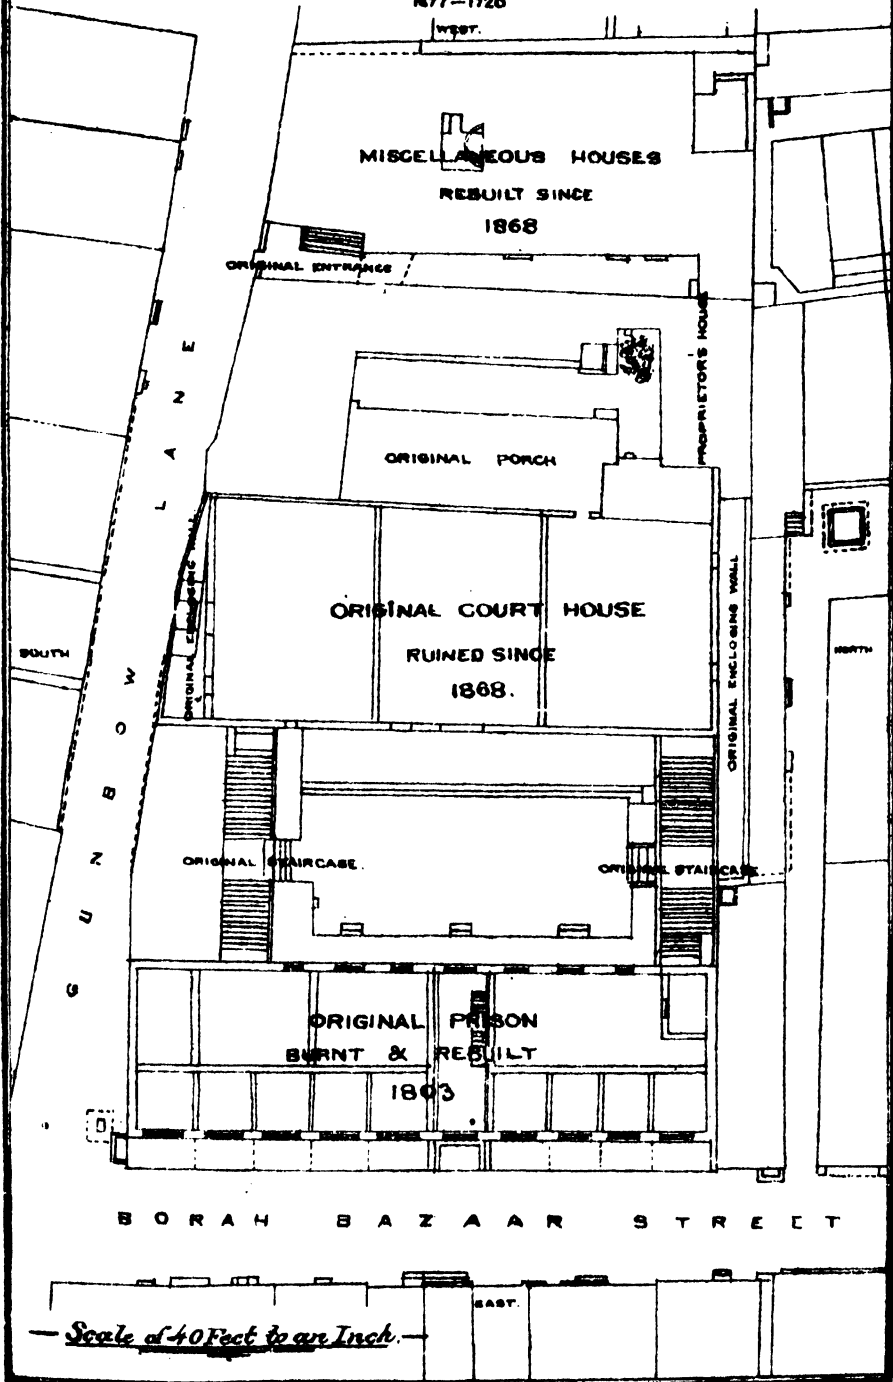 1677—1720
WEST.
MISCELLANEOUS HOUSES
REBUILT SINCE
1868
ORIGINAL ENTRANCE
PROPRIETORS HOUSE
ORIGINAL PORCH
GUNBOW LANE
ORIGINAL ENCLOSING WALL
ORIGINAL COURT HOUSE
RUINED SINCE
1868.
ORIGINAL ENCLOSING WALL
SOUTH
NORTH
ORIGINAL STAIRCASE
ORIGINAL STAIRCASE
ORIGINAL PRISON
BURNT & REBUILT
1803
BORAH BAZAAR STREET
EAST.
Scale of 40 Feet to an Inch.